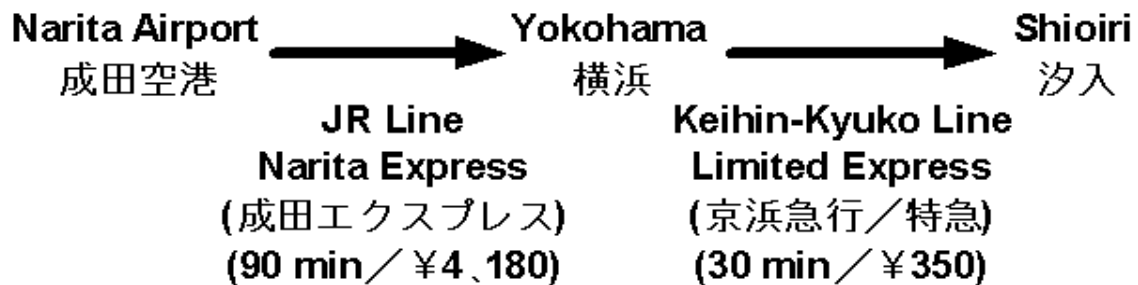 Narita Airport Yokohama Shioiri
成田空港 横浜 汐入
JR Line Keihin-Kyuko Line
Narita Express Limited Express
(成田エクスプレス) (京浜急行／特急)
(90 min／¥4、180) (30 min／¥350)